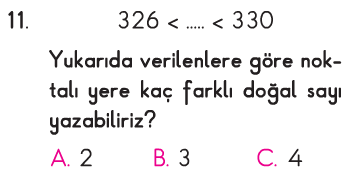 11. 326 < ..... < 330
Yukarıda verilenlere göre nok-
talı yere kaç farklı doğal sayı
yazabiliriz?
A. 2 B. 3 C. 4